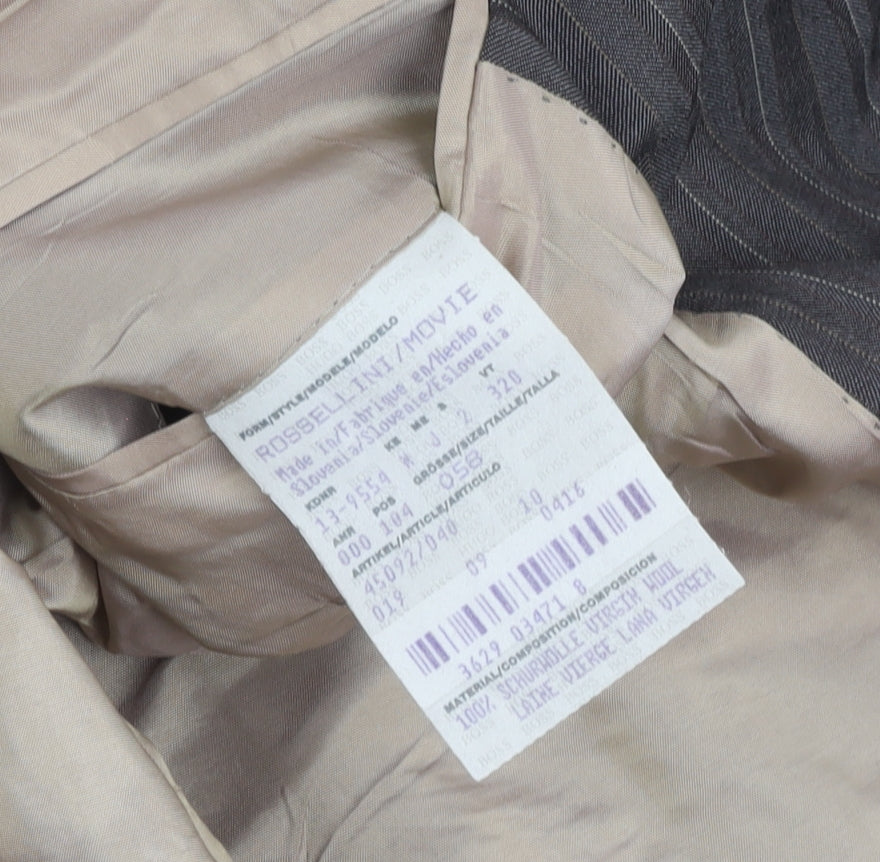 FORM/STYLE/MODELE/MODELO
ROSSELLINI/MOVIE
Made in/Fabrique en/Hecho en
Slovenia/Slovenie/Eslovenia
KDNR KE ME B VT
13-9554 M J 2 320
ANR POS GRÖSSE/SIZE/TAILLE/TALLA
000 104 058
ARTIKEL/ARTICLE/ARTICULO
45092/040 10 0416
019 09
3629 03471 8
MATERIAL/COMPOSITION/COMPOSICION
100% SCHURWOLLE VIRGIN WOOL
LAINE VIERGE LANA VIRGEN